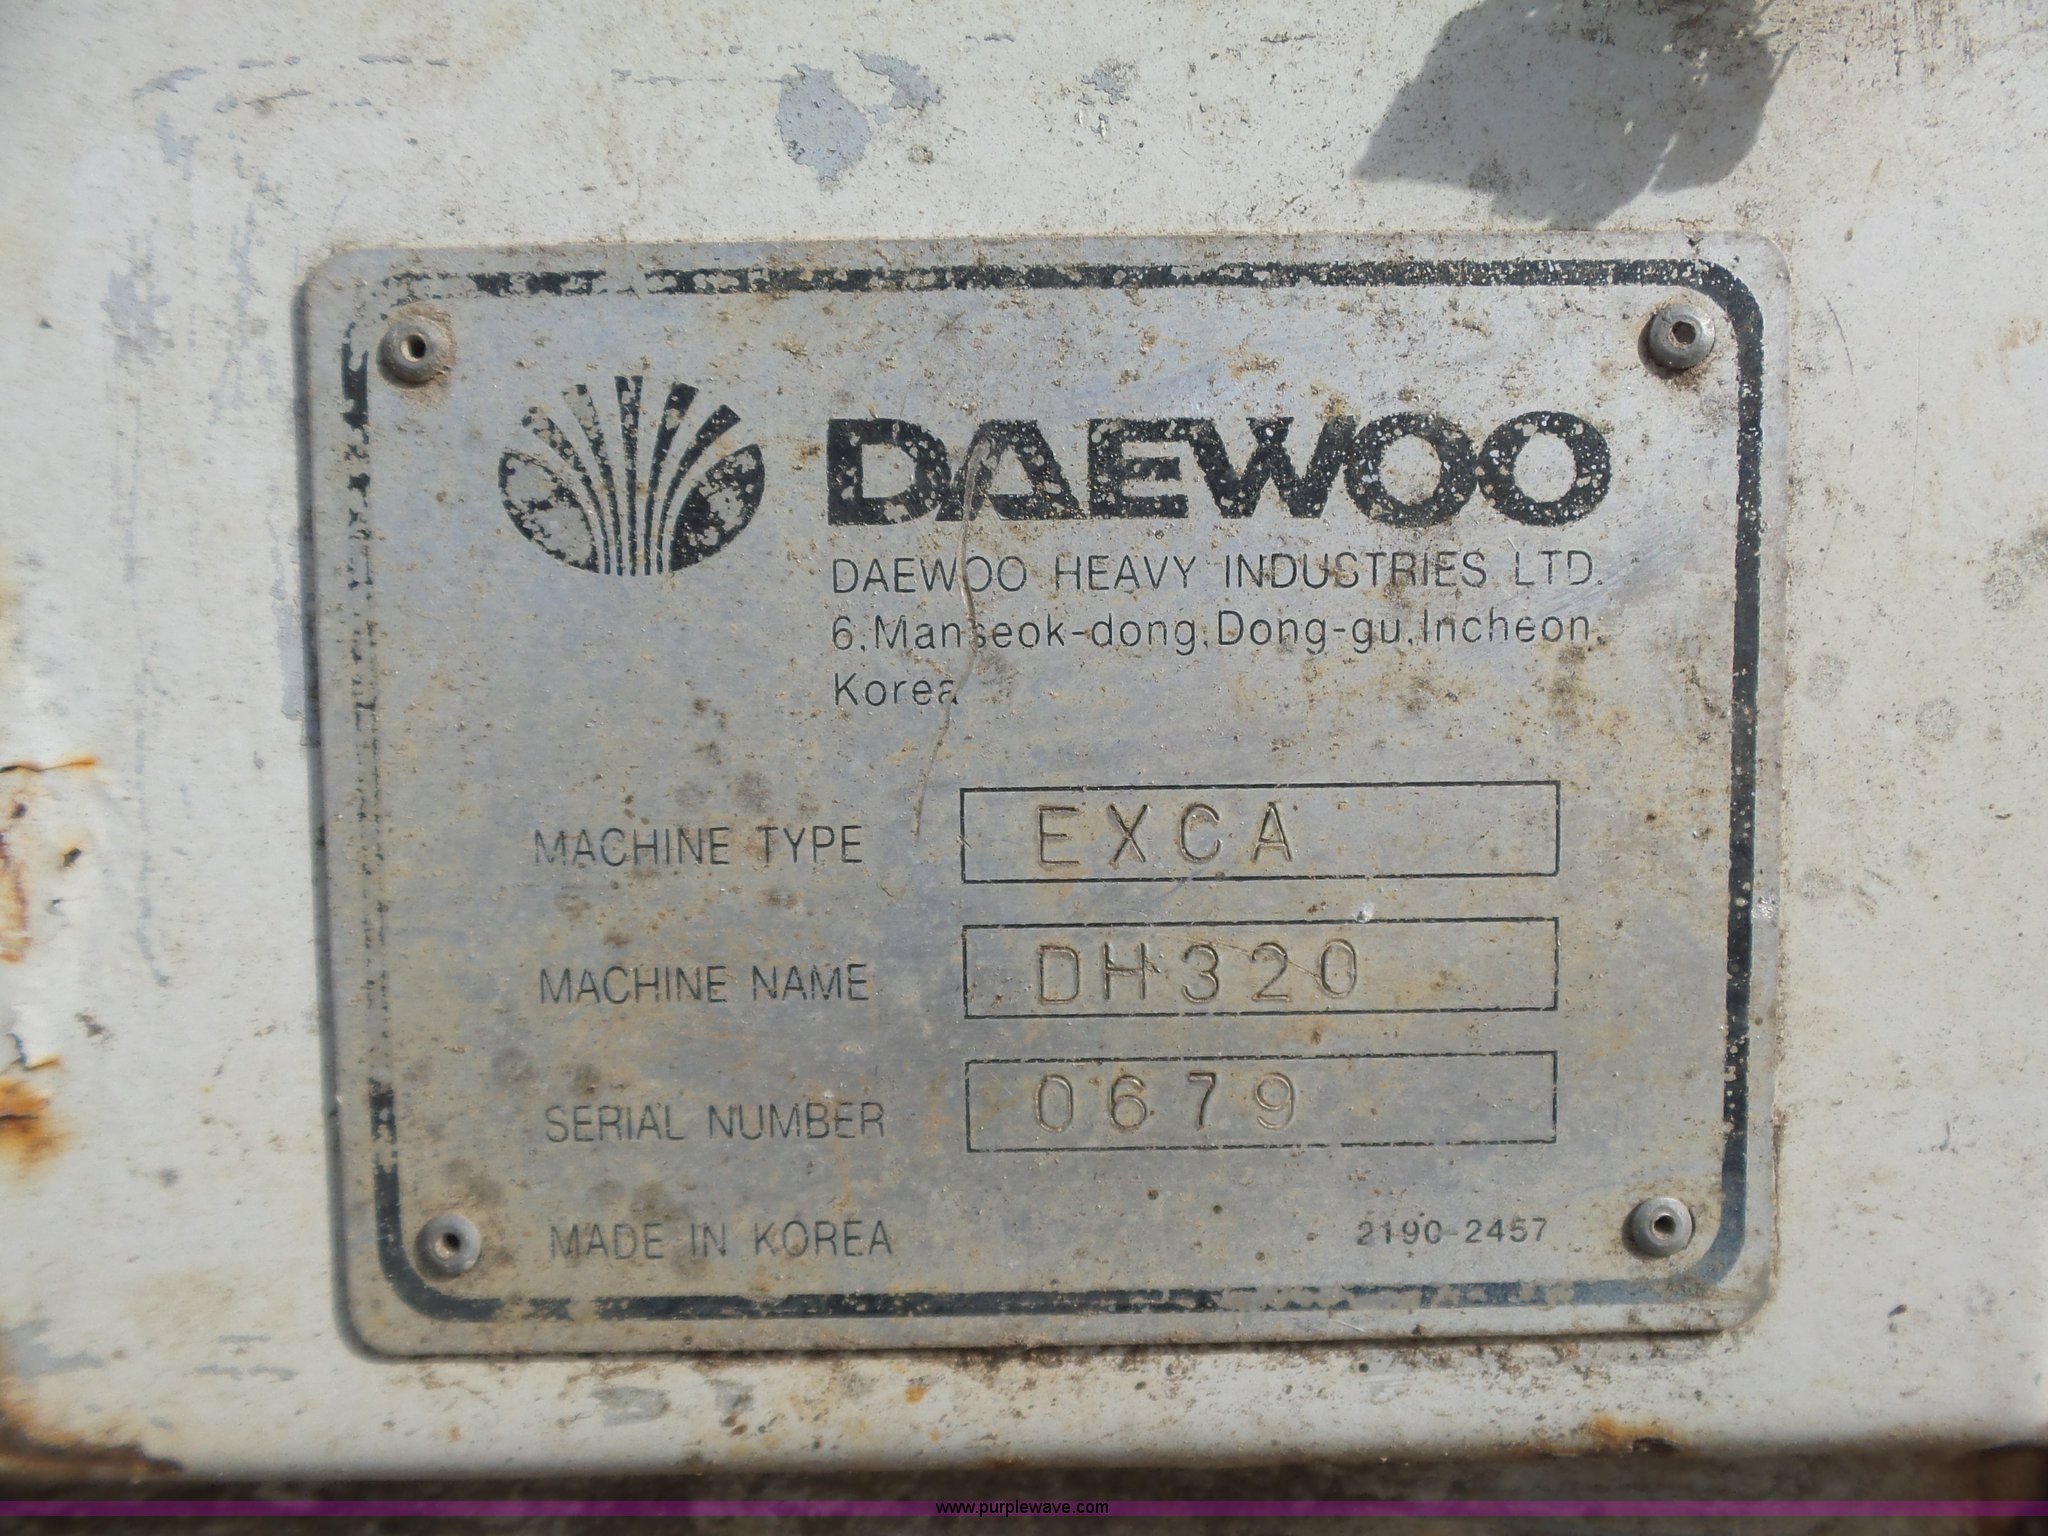 DAEWOO
DAEWOO HEAVY INDUSTRIES LTD.
6,Manseok-dong,Dong-gu,Incheon,
Korea
MACHINE TYPE EXCA
MACHINE NAME DH320
SERIAL NUMBER 0679
MADE IN KOREA 2190-2457
www.purplewave.com